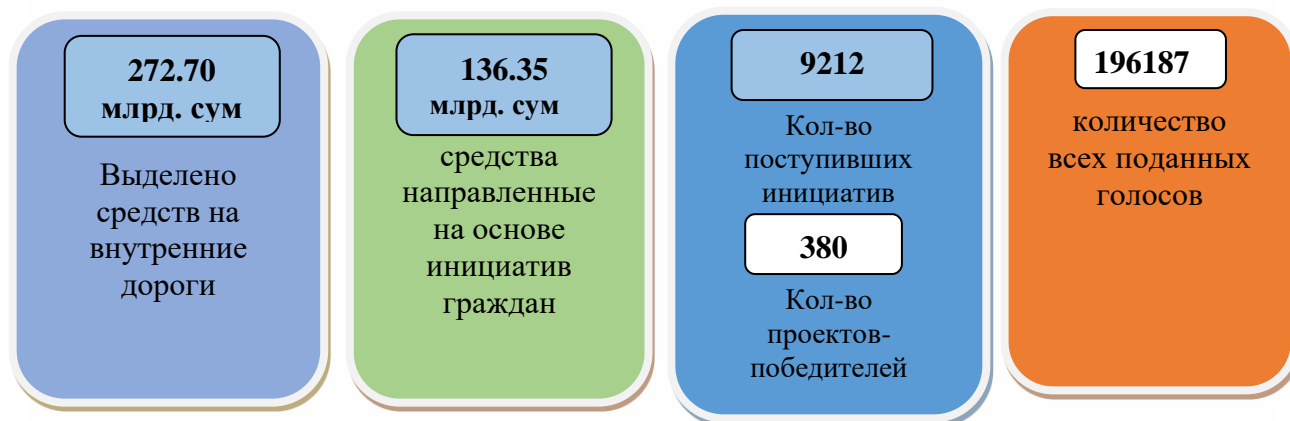 272.70
млрд. сум
Выделено
средств на
внутренние
дороги
136.35
млрд. сум
средства
направленные
на основе
инициатив
граждан
9212
Кол-во
поступивших
инициатив
380
Кол-во
проектов-
победителей
196187
количество
всех поданных
голосов